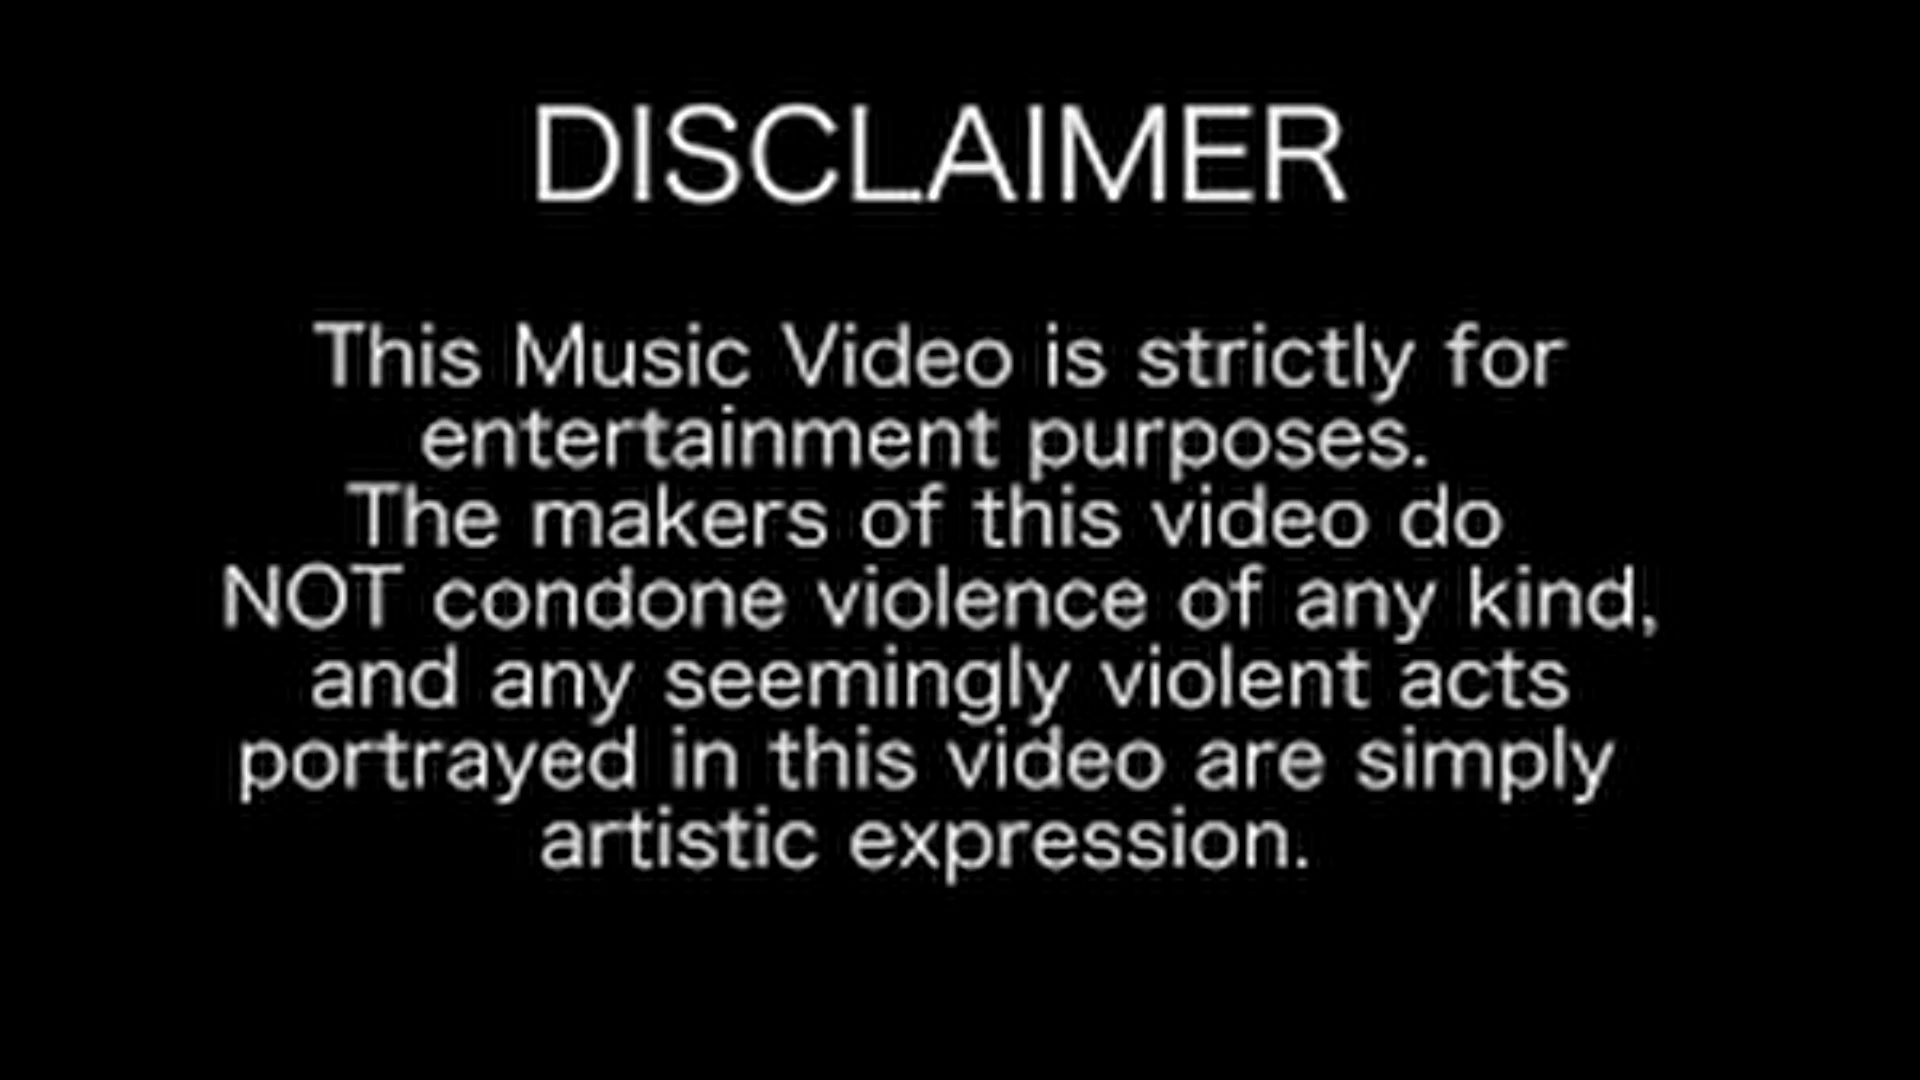 DISCLAIMER
This Music Video is strictly for
entertainment purposes.
The makers of this video do
NOT condone violence of any kind,
and any seemingly violent acts
portrayed in this video are simply
artistic expression.